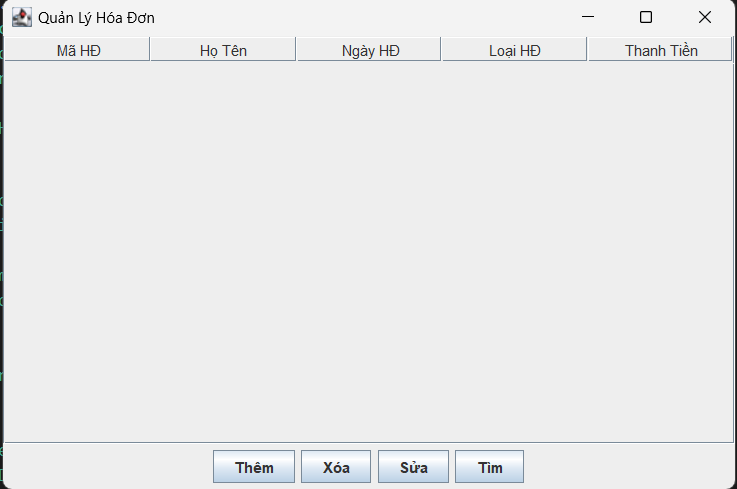 Quản Lý Hóa Đơn
Mã HĐ Họ Tên Ngày HĐ Loại HĐ Thanh Tiền
Thêm Xóa Sửa Tìm